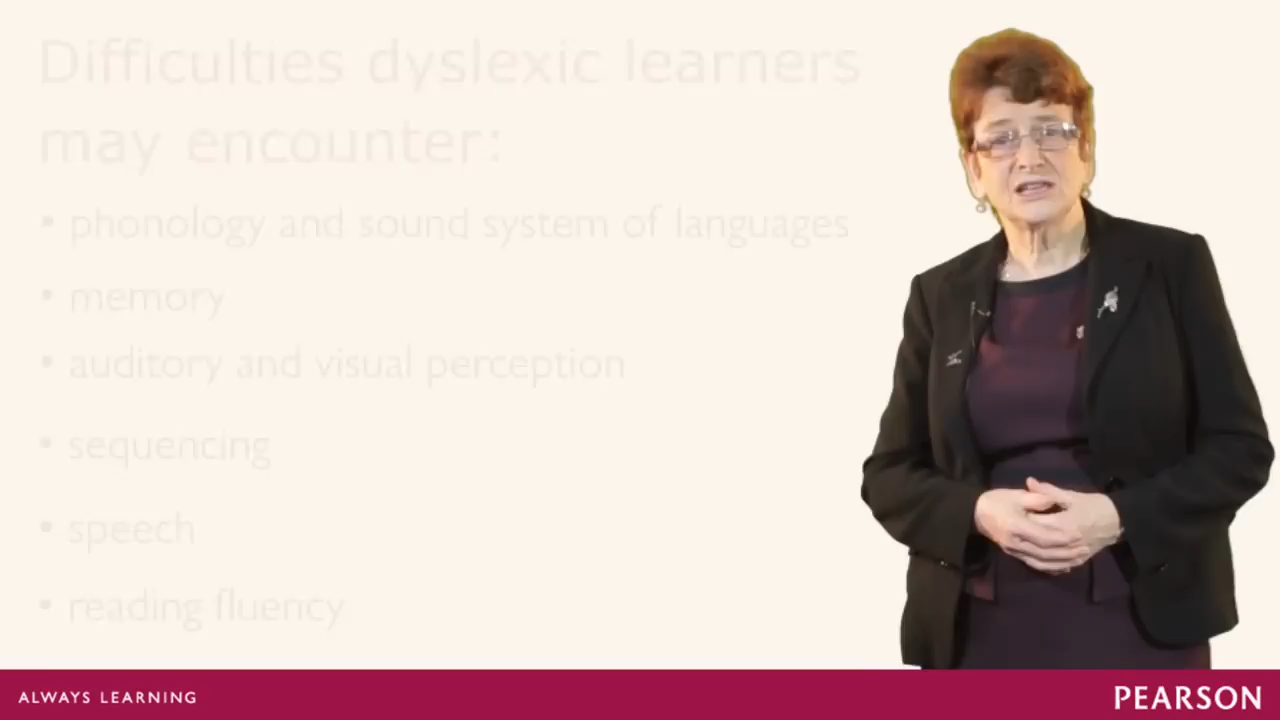 Difficulties dyslexic learners
may encounter:
• phonology and sound system of languages
• memory
• auditory and visual perception
• sequencing
• speech
• reading fluency
ALWAYS LEARNING
PEARSON